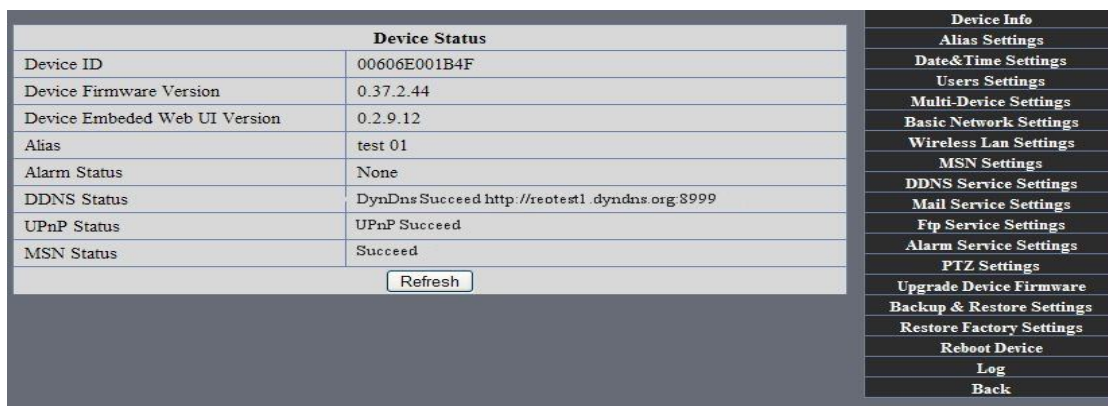 Device Status
Device ID 00606E001B4F
Device Firmware Version 0.37.2.44
Device Embeded Web UI Version 0.2.9.12
Alias test 01
Alarm Status None
DDNS Status DynDns Succeed http://reotest1.dyndns.org:8999
UPnP Status UPnP Succeed
MSN Status Succeed
Refresh
Device Info
Alias Settings
Date&Time Settings
Users Settings
Multi-Device Settings
Basic Network Settings
Wireless Lan Settings
MSN Settings
DDNS Service Settings
Mail Service Settings
Ftp Service Settings
Alarm Service Settings
PTZ Settings
Upgrade Device Firmware
Backup & Restore Settings
Restore Factory Settings
Reboot Device
Log
Back